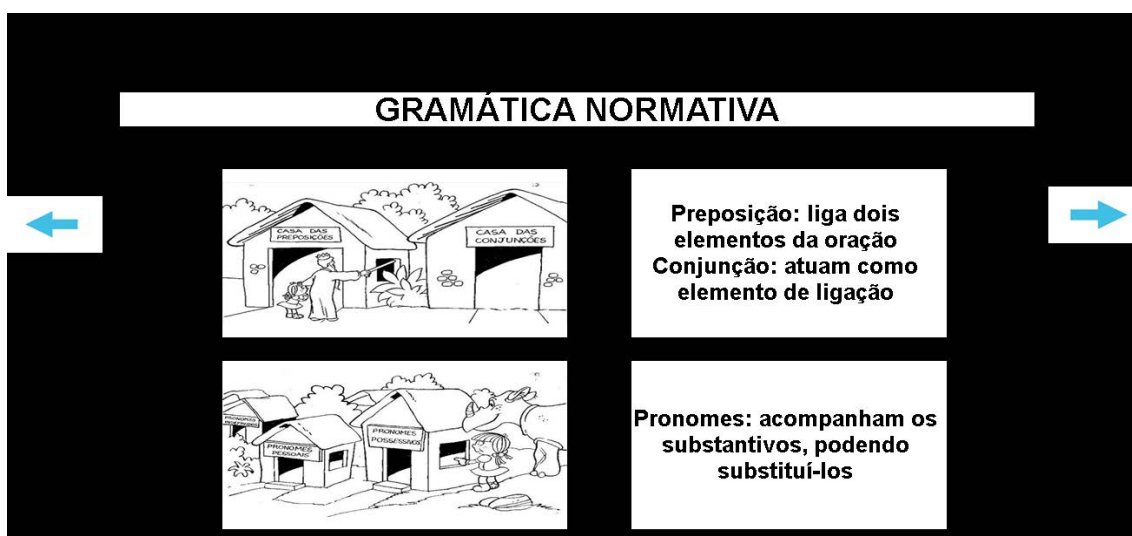 GRAMÁTICA NORMATIVA
CASA DAS
PREPOSIÇÕES
CASA DAS
CONJUNÇÕES
Preposição: liga dois
elementos da oração
Conjunção: atuam como
elemento de ligação
PRONOMES
PRONOMES
PESSOAIS
PRONOMES
POSSESSIVOS
Pronomes: acompanham os
substantivos, podendo
substituí-los